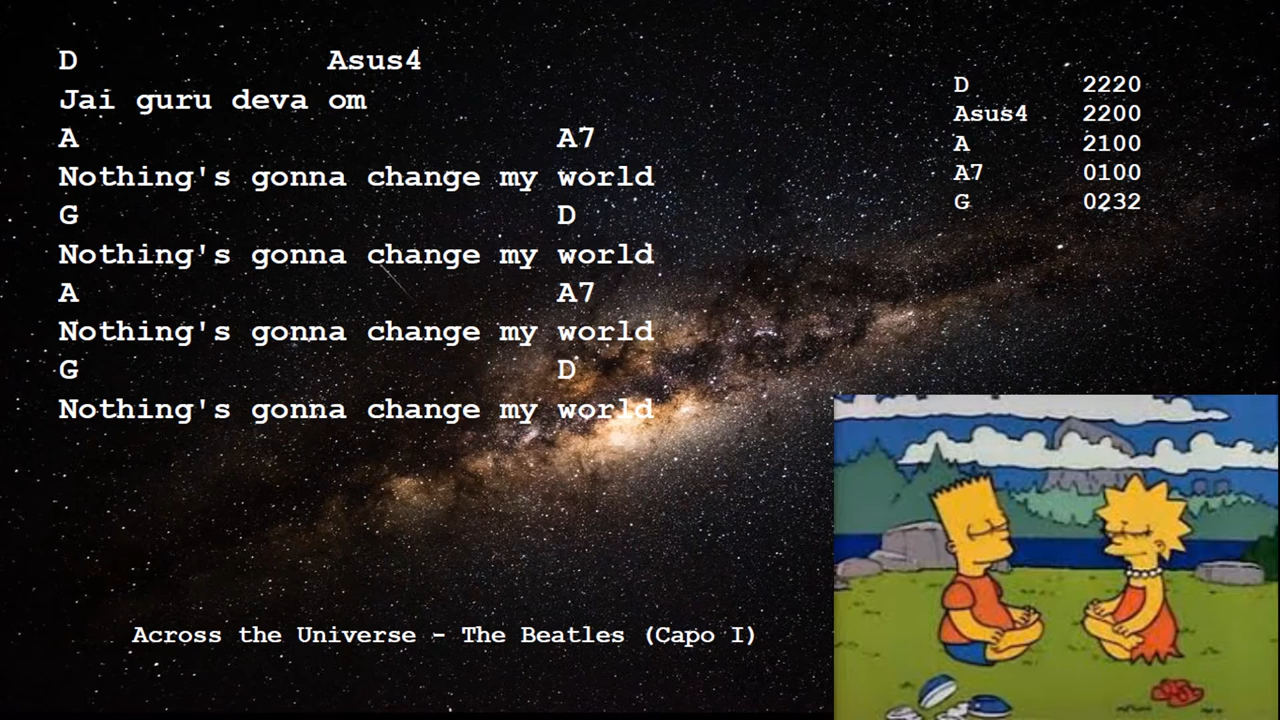 D Asus4
Jai guru deva om
A A7
Nothing's gonna change my world
G D
Nothing's gonna change my world
A A7
Nothing's gonna change my world
G D
Nothing's gonna change my world
D 2220
Asus4 2200
A 2100
A7 0100
G 0232
Across the Universe - The Beatles (Capo I)